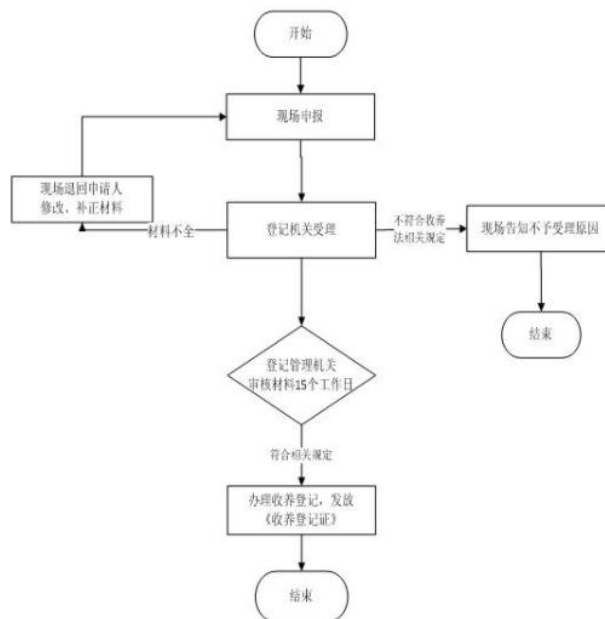 开始
现场申报
现场退回申请人
修改、补正材料
材料不全
登记机关受理
不符合收养
法相关规定
现场告知不予受理原因
结束
登记管理机关
审核材料15个工作日
符合相关规定
办理收养登记，发放
《收养登记证》
结束